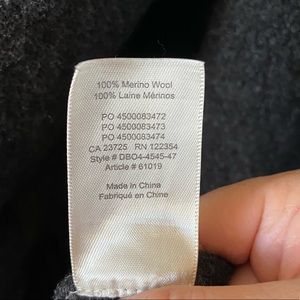 100% Merino Wool
100% Laine Mérinos
PO 4500083472
PO 4500083473
PO 4500083474
CA 23725 RN 122354
Style # DBO4-4545-47
Article # 61019
Made in China
Fabriqué en Chine